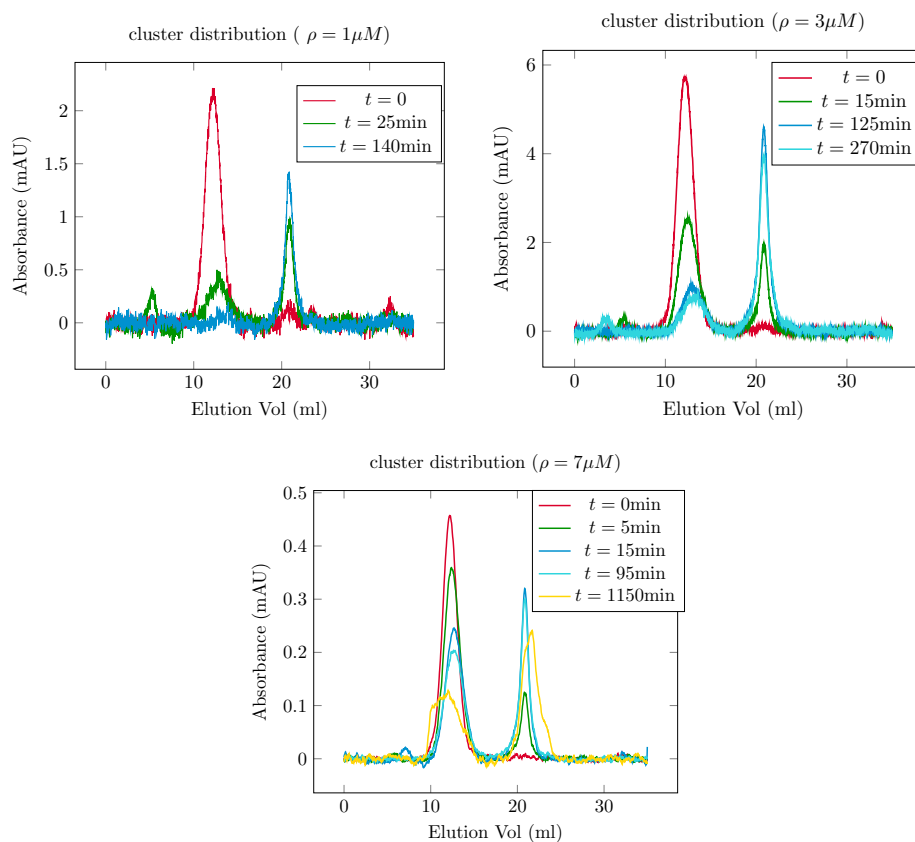 cluster distribution ( ρ = 1μM)
Absorbance (mAU)
2
1.5
1
0.5
0
t = 0
t = 25min
t = 140min
0 10 20 30
Elution Vol (ml)
cluster distribution (ρ = 3μM)
Absorbance (mAU)
6
4
2
0
t = 0
t = 15min
t = 125min
t = 270min
0 10 20 30
Elution Vol (ml)
cluster distribution (ρ = 7μM)
Absorbance (mAU)
0.5
0.4
0.3
0.2
0.1
0
t = 0min
t = 5min
t = 15min
t = 95min
t = 1150min
0 10 20 30
Elution Vol (ml)